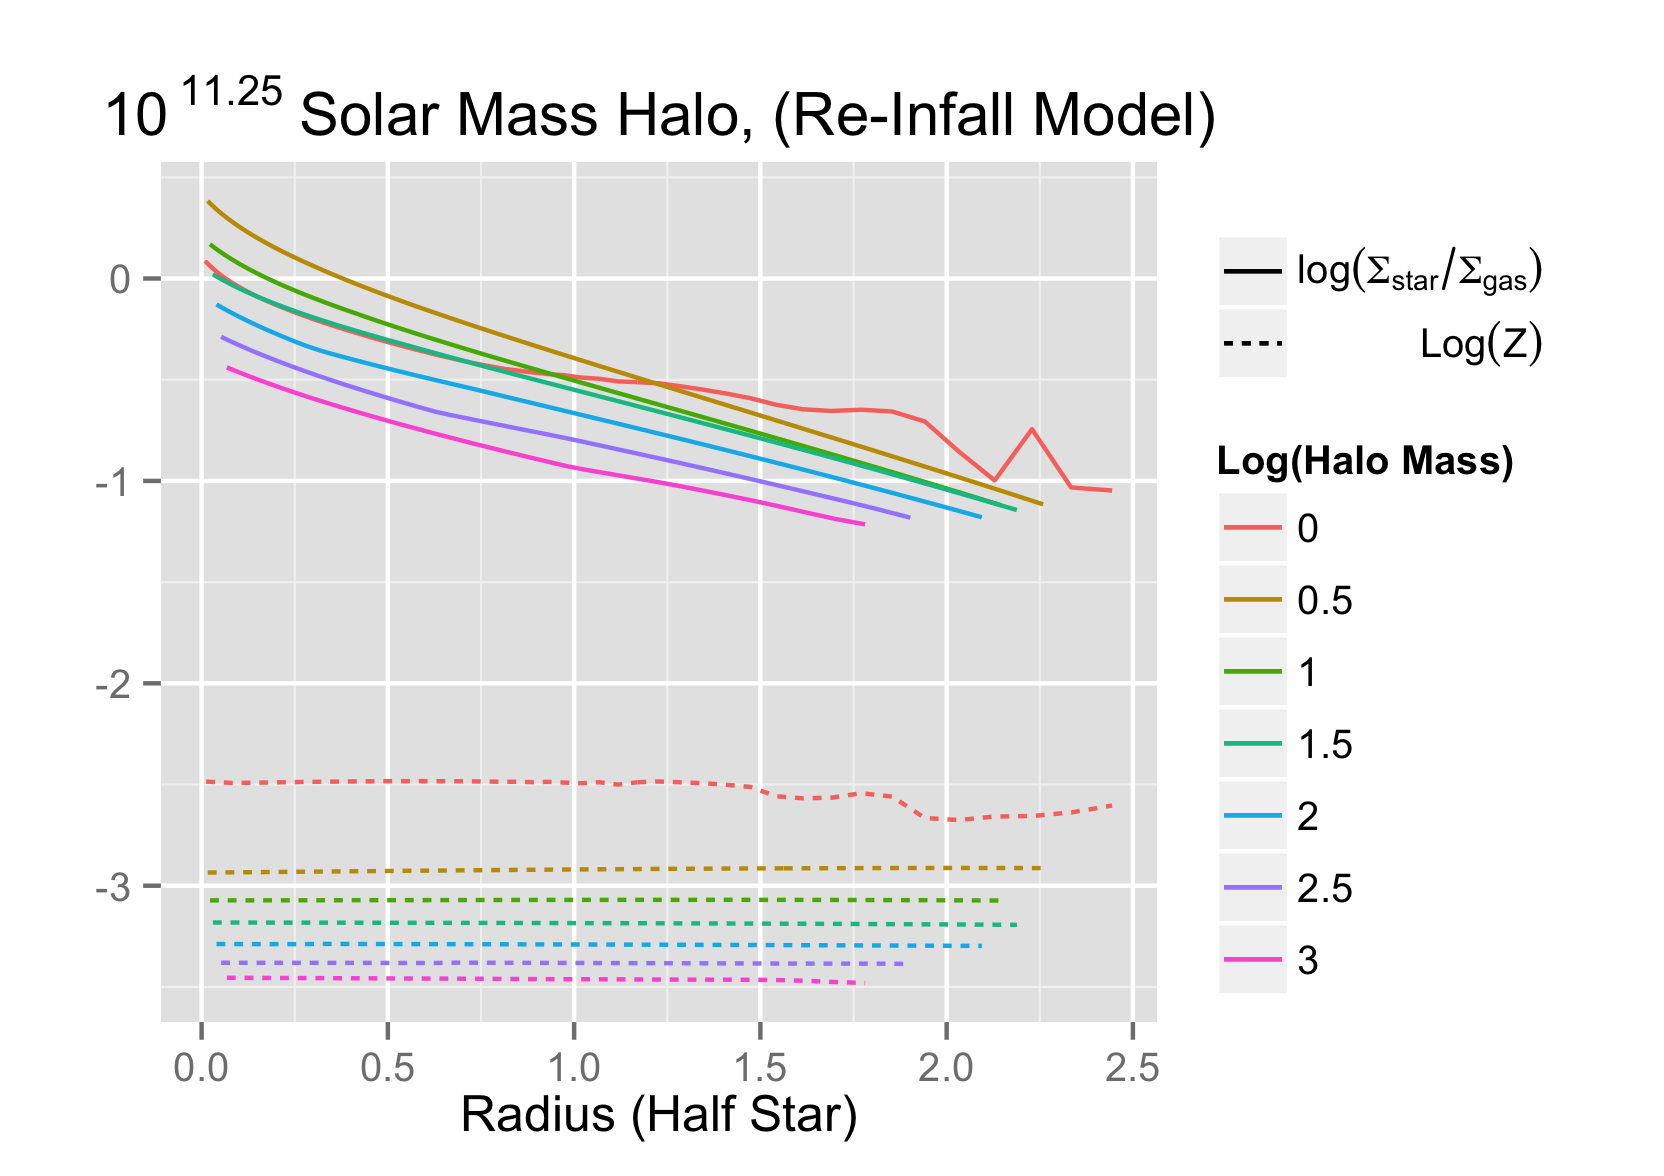 10 11.25 Solar Mass Halo, (Re-Infall Model)
0
-1
-2
-3
0.0 0.5 1.0 1.5 2.0 2.5
Radius (Half Star)
log(Σstar/Σgas)
Log(Z)
Log(Halo Mass)
0
0.5
1
1.5
2
2.5
3